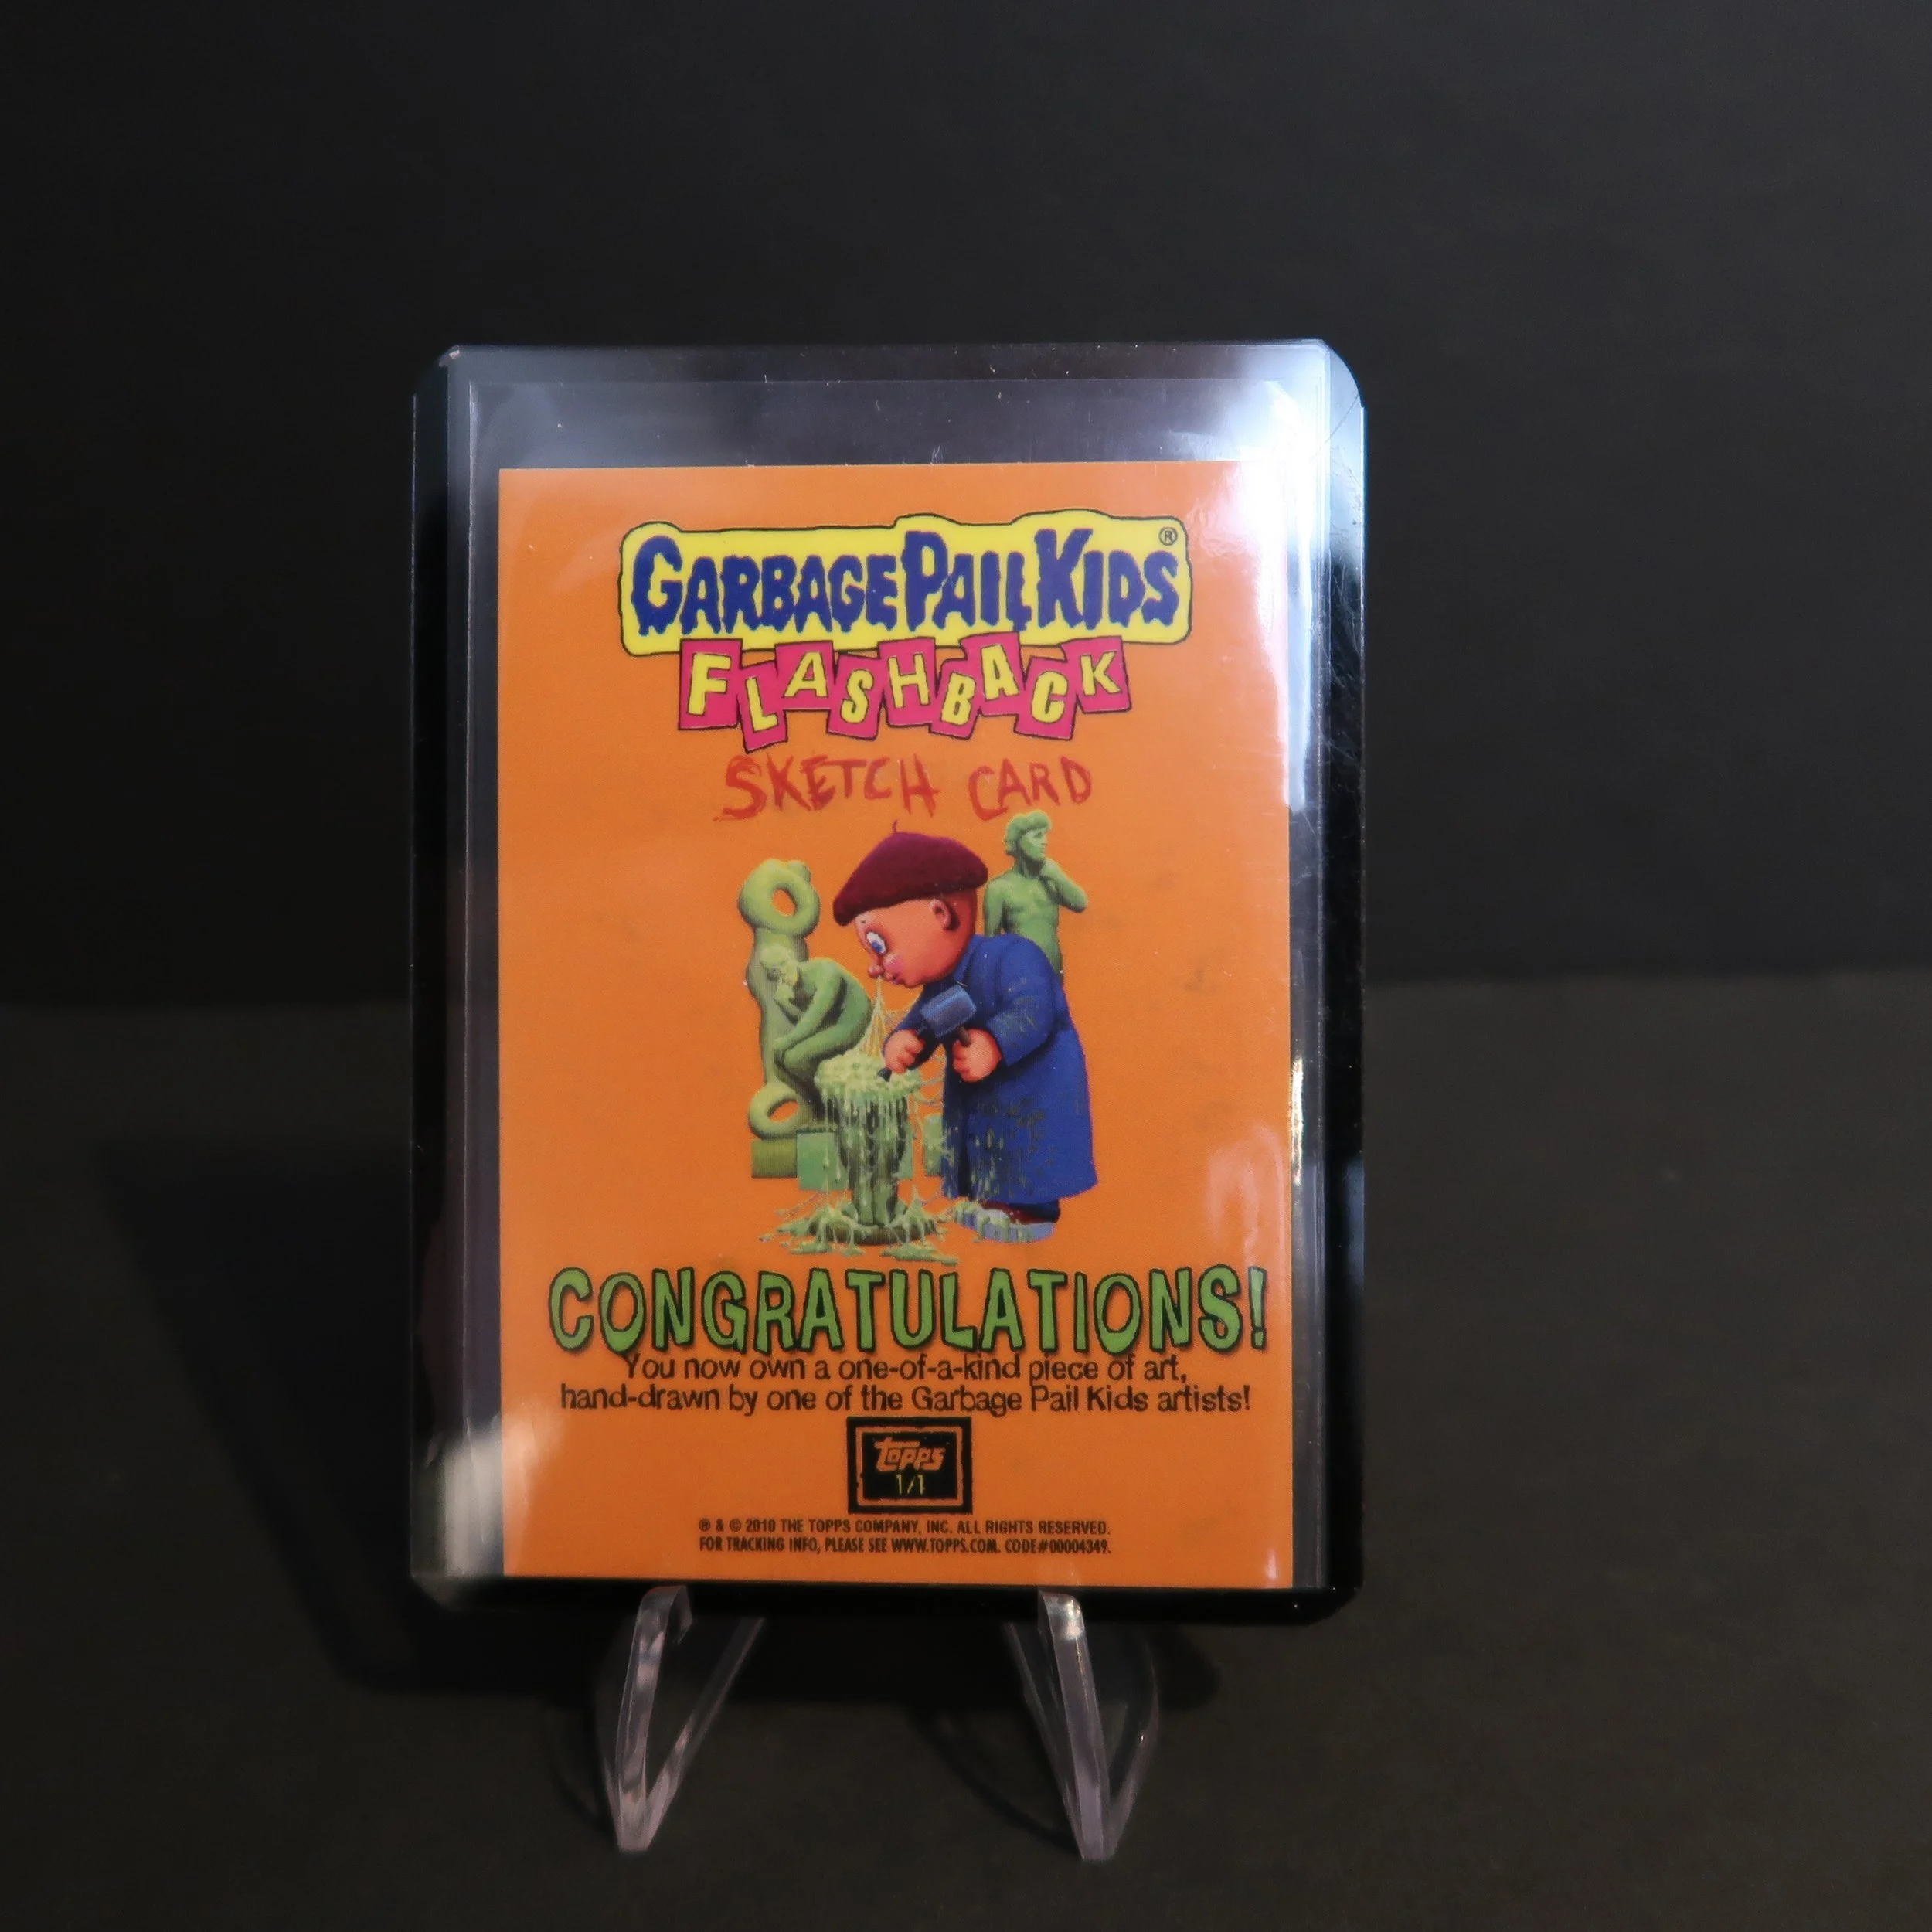 GARBAGE PAIL KIDS®
FLASHBACK
SKETCH CARD
CONGRATULATIONS!
You now own a one-of-a-kind piece of art,
hand-drawn by one of the Garbage Pail Kids artists!
topps
1/1
® & © 2010 THE TOPPS COMPANY, INC. ALL RIGHTS RESERVED.
FOR TRACKING INFO, PLEASE SEE WWW.TOPPS.COM. CODE#00004349.